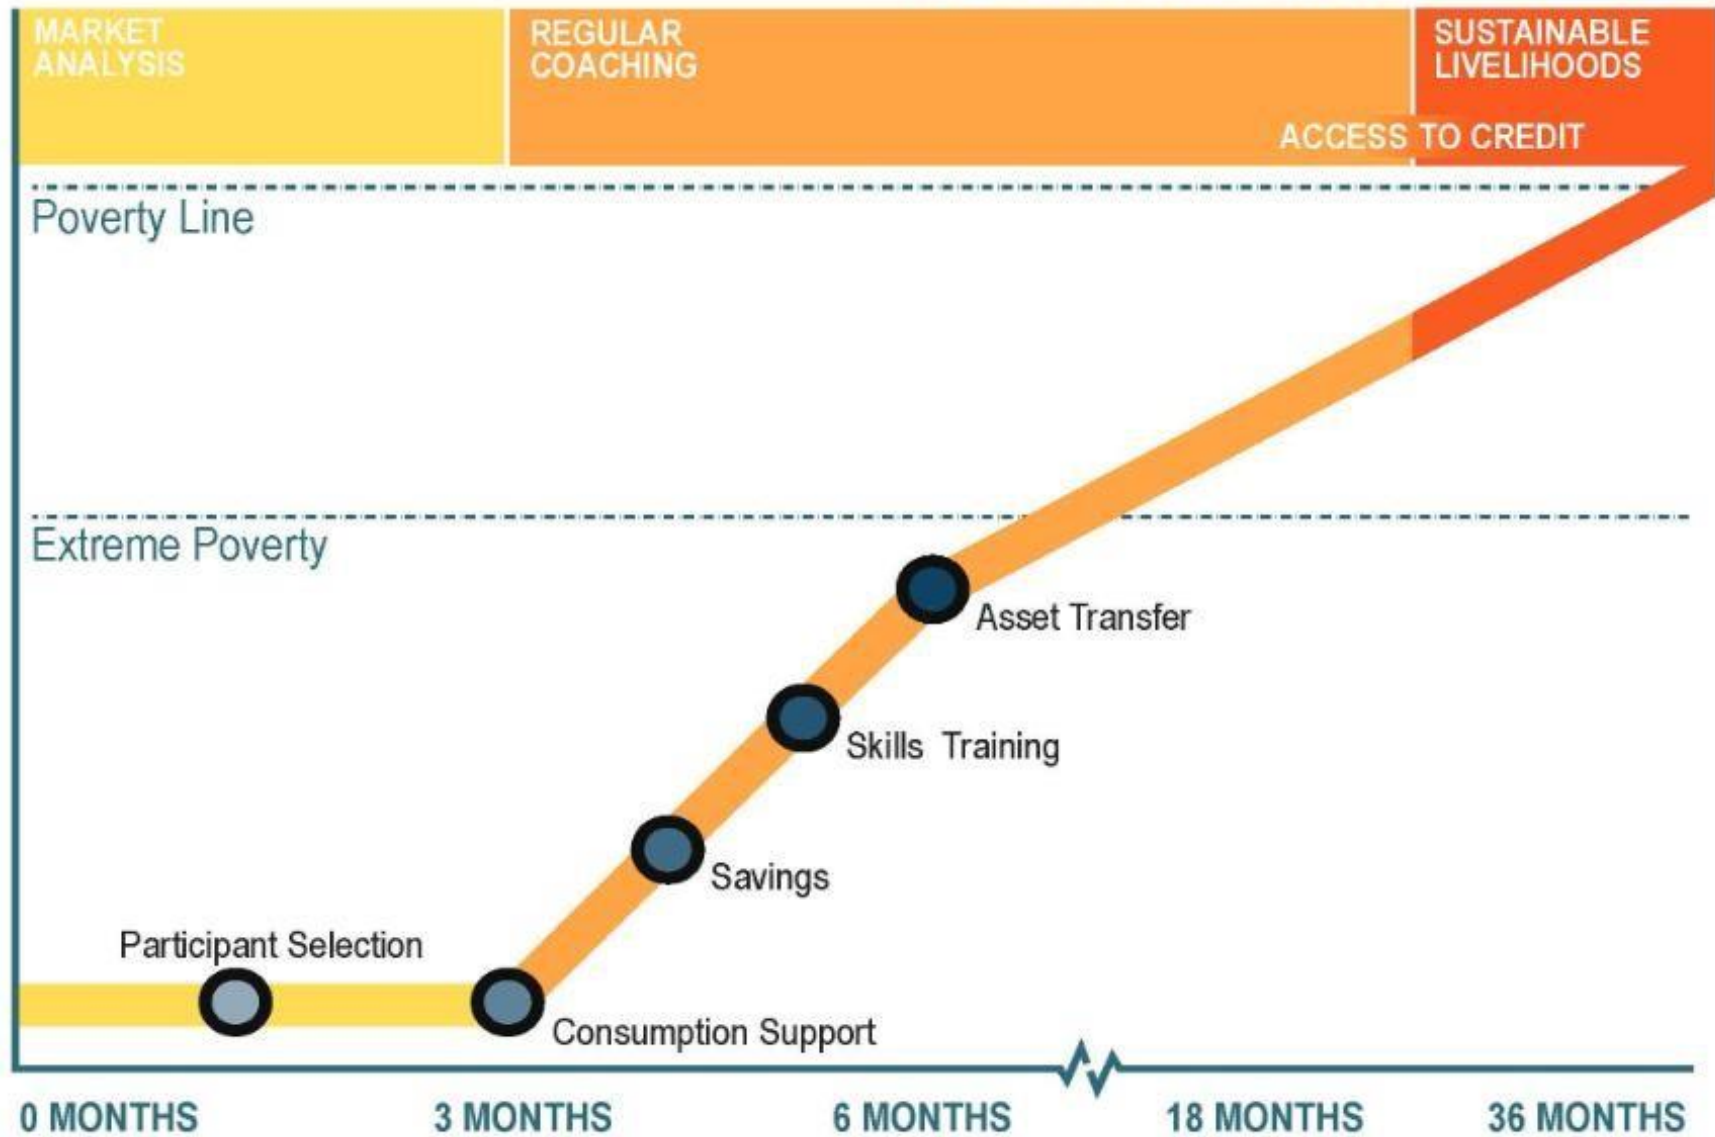 MARKET
ANALYSIS
REGULAR
COACHING
SUSTAINABLE
LIVELIHOODS
ACCESS TO CREDIT
Poverty Line
Extreme Poverty
Asset Transfer
Skills Training
Savings
Participant Selection
Consumption Support
0 MONTHS
3 MONTHS
6 MONTHS
18 MONTHS
36 MONTHS